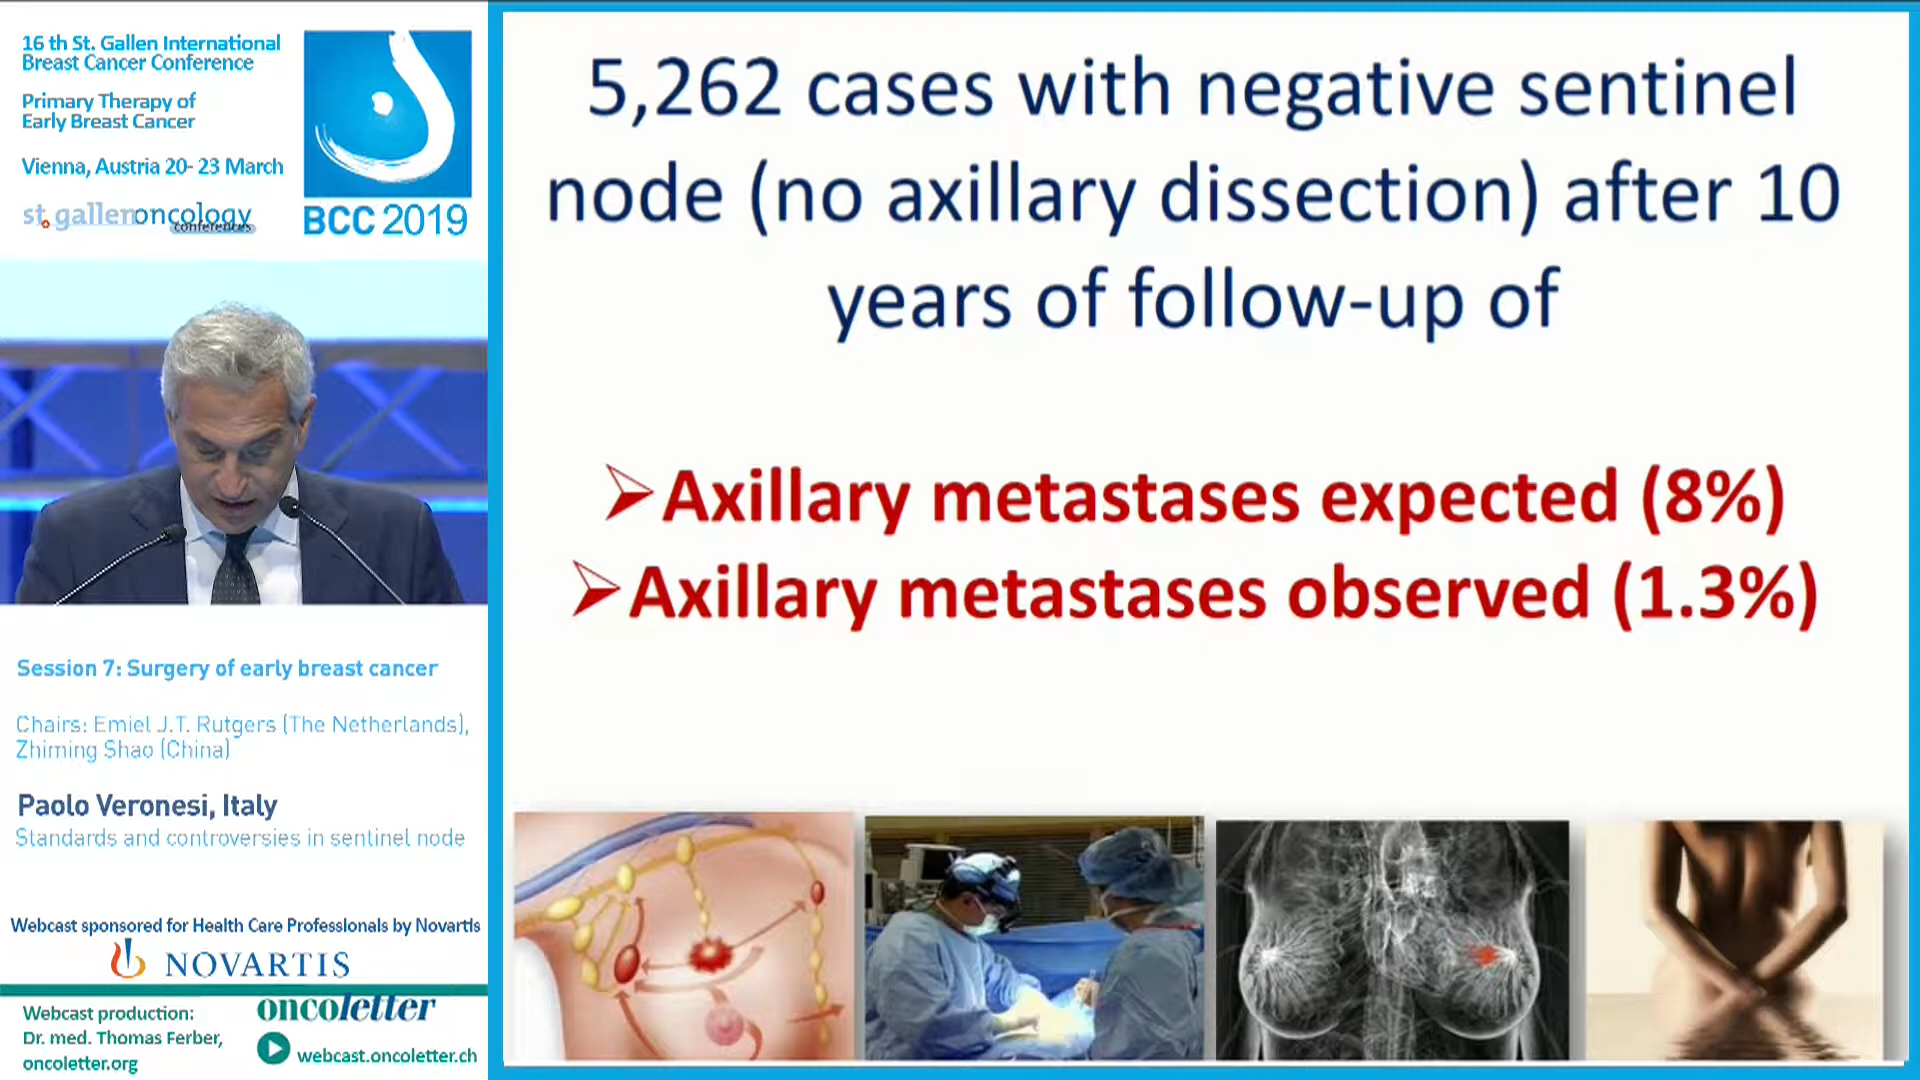 16 th St. Gallen International
Breast Cancer Conference
Primary Therapy of
Early Breast Cancer
Vienna, Austria 20- 23 March
st.gallenoncology
conferences
BCC 2019
Session 7: Surgery of early breast cancer
Chairs: Emiel J.T. Rutgers (The Netherlands),
Zhiming Shao (China)
Paolo Veronesi, Italy
Standards and controversies in sentinel node
Webcast sponsored for Health Care Professionals by Novartis
NOVARTIS
Webcast production:
Dr. med. Thomas Ferber,
oncoletter.org
oncoletter
webcast.oncoletter.ch
5,262 cases with negative sentinel
node (no axillary dissection) after 10
years of follow-up of
Axillary metastases expected (8%)
Axillary metastases observed (1.3%)